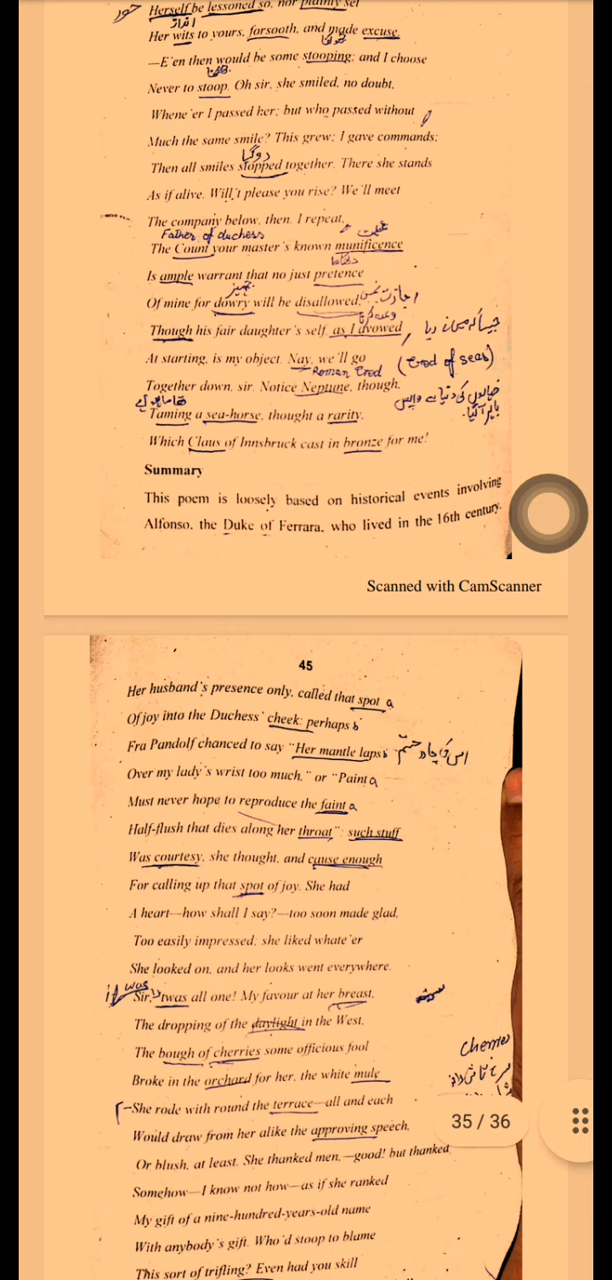 Herself be lessoned so, nor plainly set
Her wits to yours, forsooth, and made excuse
—E'en then would be some stooping; and I choose
Never to stoop. Oh sir, she smiled, no doubt,
Whene'er I passed her; but who passed without
Much the same smile? This grew; I gave commands;
Then all smiles stopped together. There she stands
As if alive. Will't please you rise? We'll meet
The company below, then. I repeat,
Father of duchess
The Count your master's known munificence
Is ample warrant that no just pretence
جہیز
Of mine for dowry will be disallowed;
وعدہ کرنا
Though his fair daughter's self, as I avowed
At starting, is my object. Nay, we'll go
Roman God (God of seas)
Together down, sir. Notice Neptune, though,
Taming a sea-horse, thought a rarity,
Which Claus of Innsbruck cast in bronze for me!
Summary
This poem is loosely based on historical events involving
Alfonso, the Duke of Ferrara, who lived in the 16th century.
Scanned with CamScanner
45
Her husband's presence only, called that spot a
Of joy into the Duchess' cheek: perhaps b
Fra Pandolf chanced to say "Her mantle laps b
Over my lady's wrist too much," or "Paint a
Must never hope to reproduce the faint a
Half-flush that dies along her throat": such stuff
Was courtesy, she thought, and cause enough
For calling up that spot of joy. She had
A heart—how shall I say?—too soon made glad,
Too easily impressed; she liked whate'er
She looked on, and her looks went everywhere.
it was
Sir, 'twas all one! My favour at her breast,
The dropping of the daylight in the West,
The bough of cherries some officious fool
Broke in the orchard for her, the white mule
She rode with round the terrace—all and each
35 / 36
Would draw from her alike the approving speech,
Or blush, at least. She thanked men,—good! but thanked
Somehow—I know not how—as if she ranked
My gift of a nine-hundred-years-old name
With anybody's gift. Who'd stoop to blame
This sort of trifling? Even had you skill